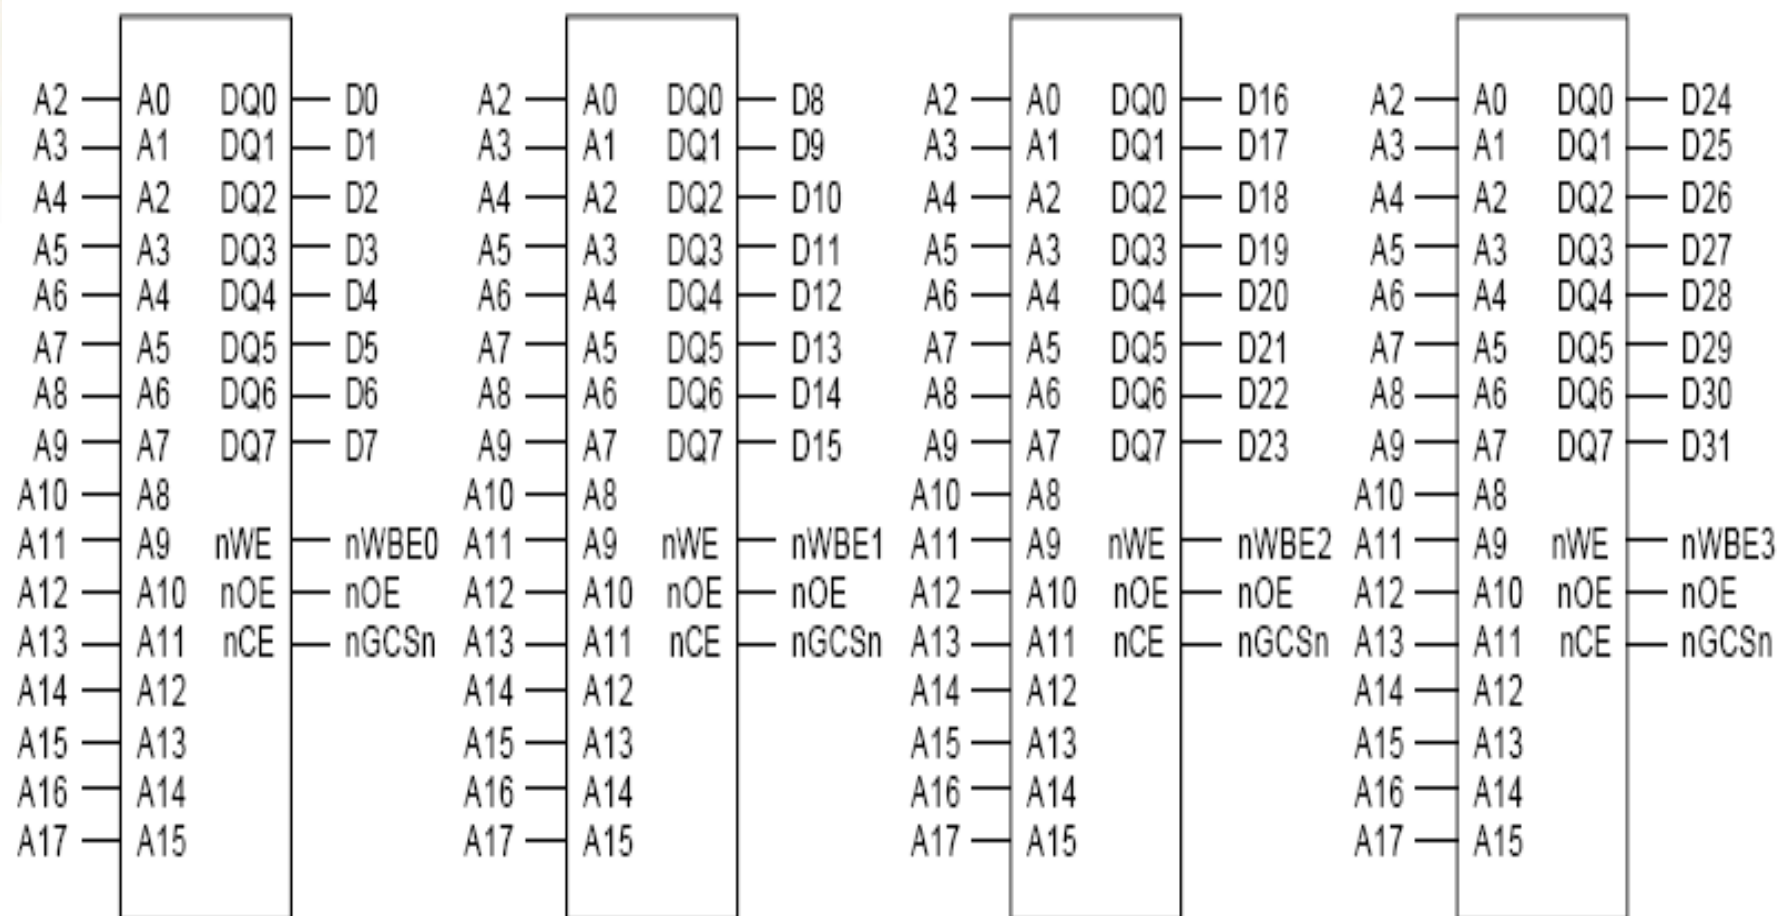 A2 A0 DQ0 D0 A2 A0 DQ0 D8 A2 A0 DQ0 D16 A2 A0 DQ0 D24
A3 A1 DQ1 D1 A3 A1 DQ1 D9 A3 A1 DQ1 D17 A3 A1 DQ1 D25
A4 A2 DQ2 D2 A4 A2 DQ2 D10 A4 A2 DQ2 D18 A4 A2 DQ2 D26
A5 A3 DQ3 D3 A5 A3 DQ3 D11 A5 A3 DQ3 D19 A5 A3 DQ3 D27
A6 A4 DQ4 D4 A6 A4 DQ4 D12 A6 A4 DQ4 D20 A6 A4 DQ4 D28
A7 A5 DQ5 D5 A7 A5 DQ5 D13 A7 A5 DQ5 D21 A7 A5 DQ5 D29
A8 A6 DQ6 D6 A8 A6 DQ6 D14 A8 A6 DQ6 D22 A8 A6 DQ6 D30
A9 A7 DQ7 D7 A9 A7 DQ7 D15 A9 A7 DQ7 D23 A9 A7 DQ7 D31
A10 A8 A10 A8 A10 A8 A10 A8
A11 A9 nWE nWBE0 A11 A9 nWE nWBE1 A11 A9 nWE nWBE2 A11 A9 nWE nWBE3
A12 A10 nOE nOE A12 A10 nOE nOE A12 A10 nOE nOE A12 A10 nOE nOE
A13 A11 nCE nGCSn A13 A11 nCE nGCSn A13 A11 nCE nGCSn A13 A11 nCE nGCSn
A14 A12 A14 A12 A14 A12 A14 A12
A15 A13 A15 A13 A15 A13 A15 A13
A16 A14 A16 A14 A16 A14 A16 A14
A17 A15 A17 A15 A17 A15 A17 A15